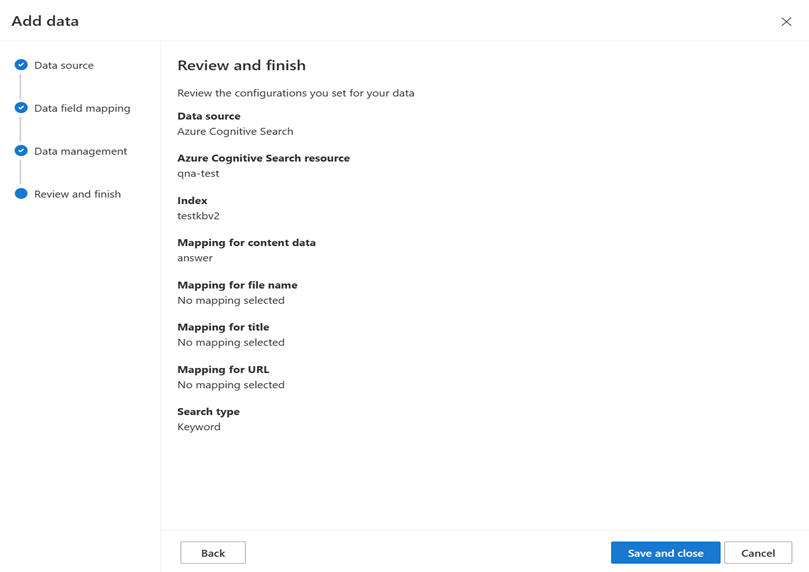 Add data
Data source
Data field mapping
Data management
Review and finish
Review and finish
Review the configurations you set for your data
Data source
Azure Cognitive Search
Azure Cognitive Search resource
qna-test
Index
testkbv2
Mapping for content data
answer
Mapping for file name
No mapping selected
Mapping for title
No mapping selected
Mapping for URL
No mapping selected
Search type
Keyword
Back
Save and close
Cancel